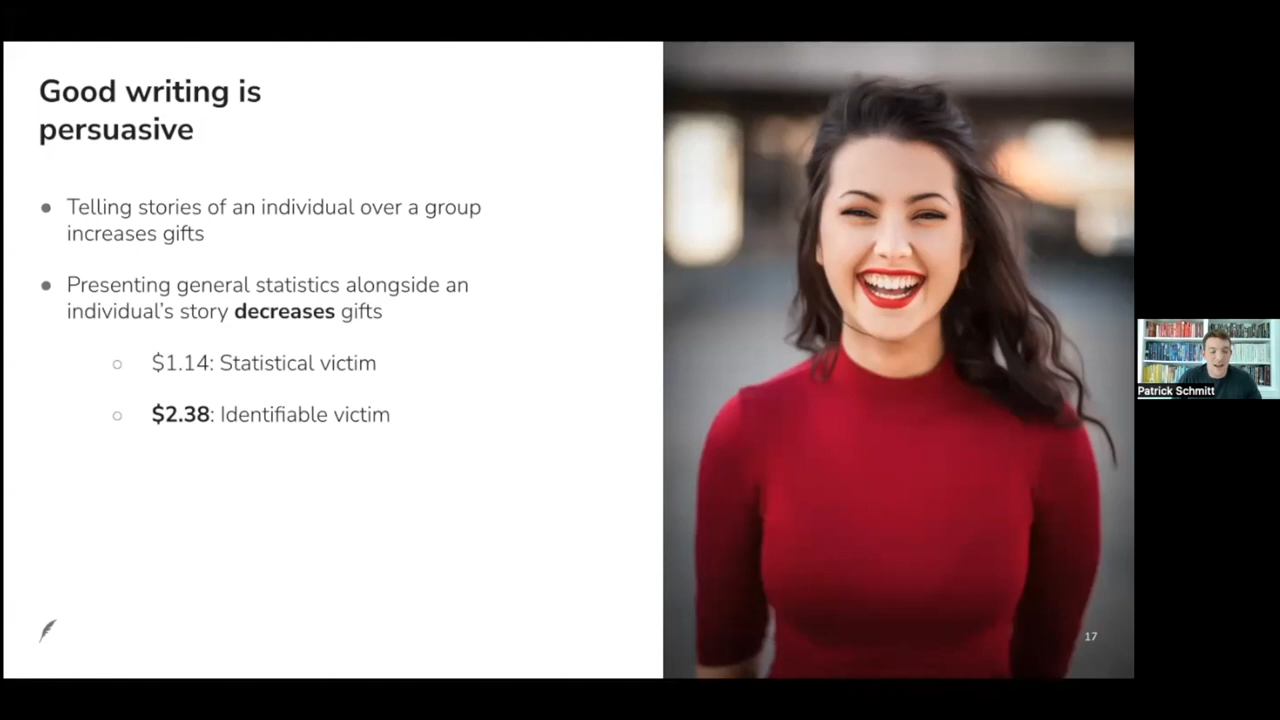 Good writing is
persuasive
● Telling stories of an individual over a group
increases gifts
● Presenting general statistics alongside an
individual's story decreases gifts
○ $1.14: Statistical victim
○ $2.38: Identifiable victim
17
Patrick Schmitt